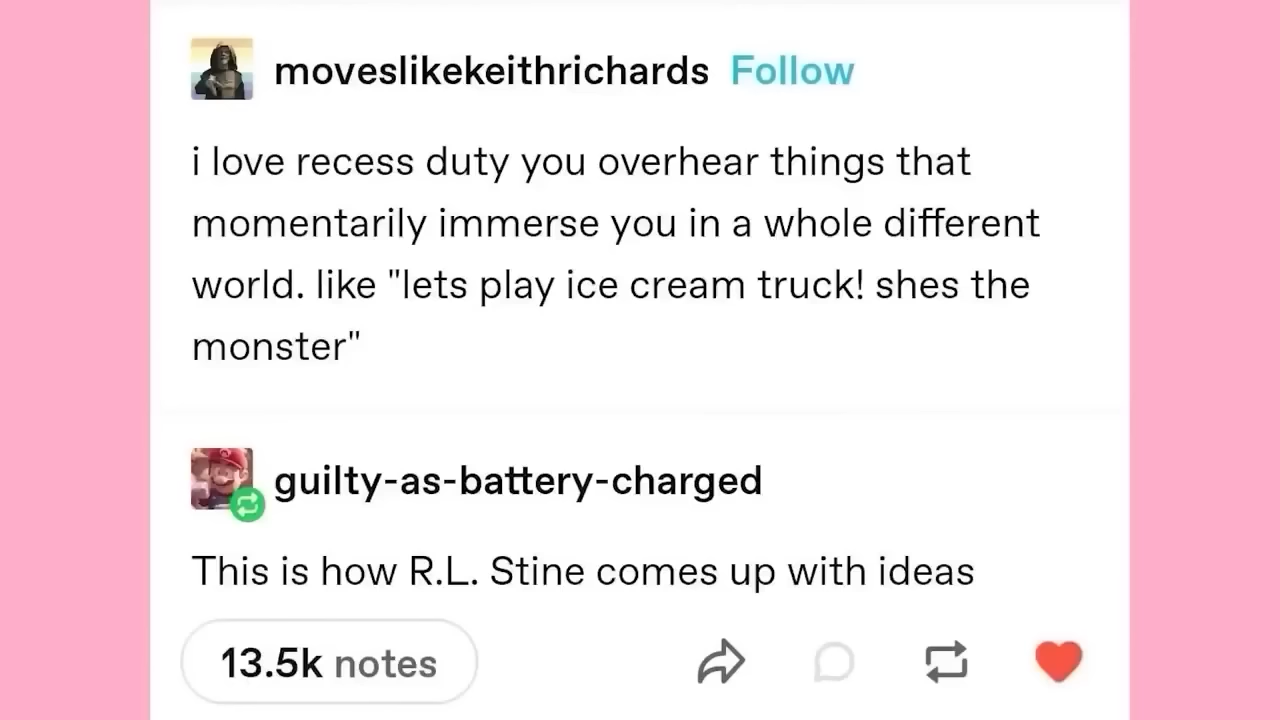 moveslikekeithrichards Follow
i love recess duty you overhear things that
momentarily immerse you in a whole different
world. like "lets play ice cream truck! shes the
monster"
guilty-as-battery-charged
This is how R.L. Stine comes up with ideas
13.5k notes